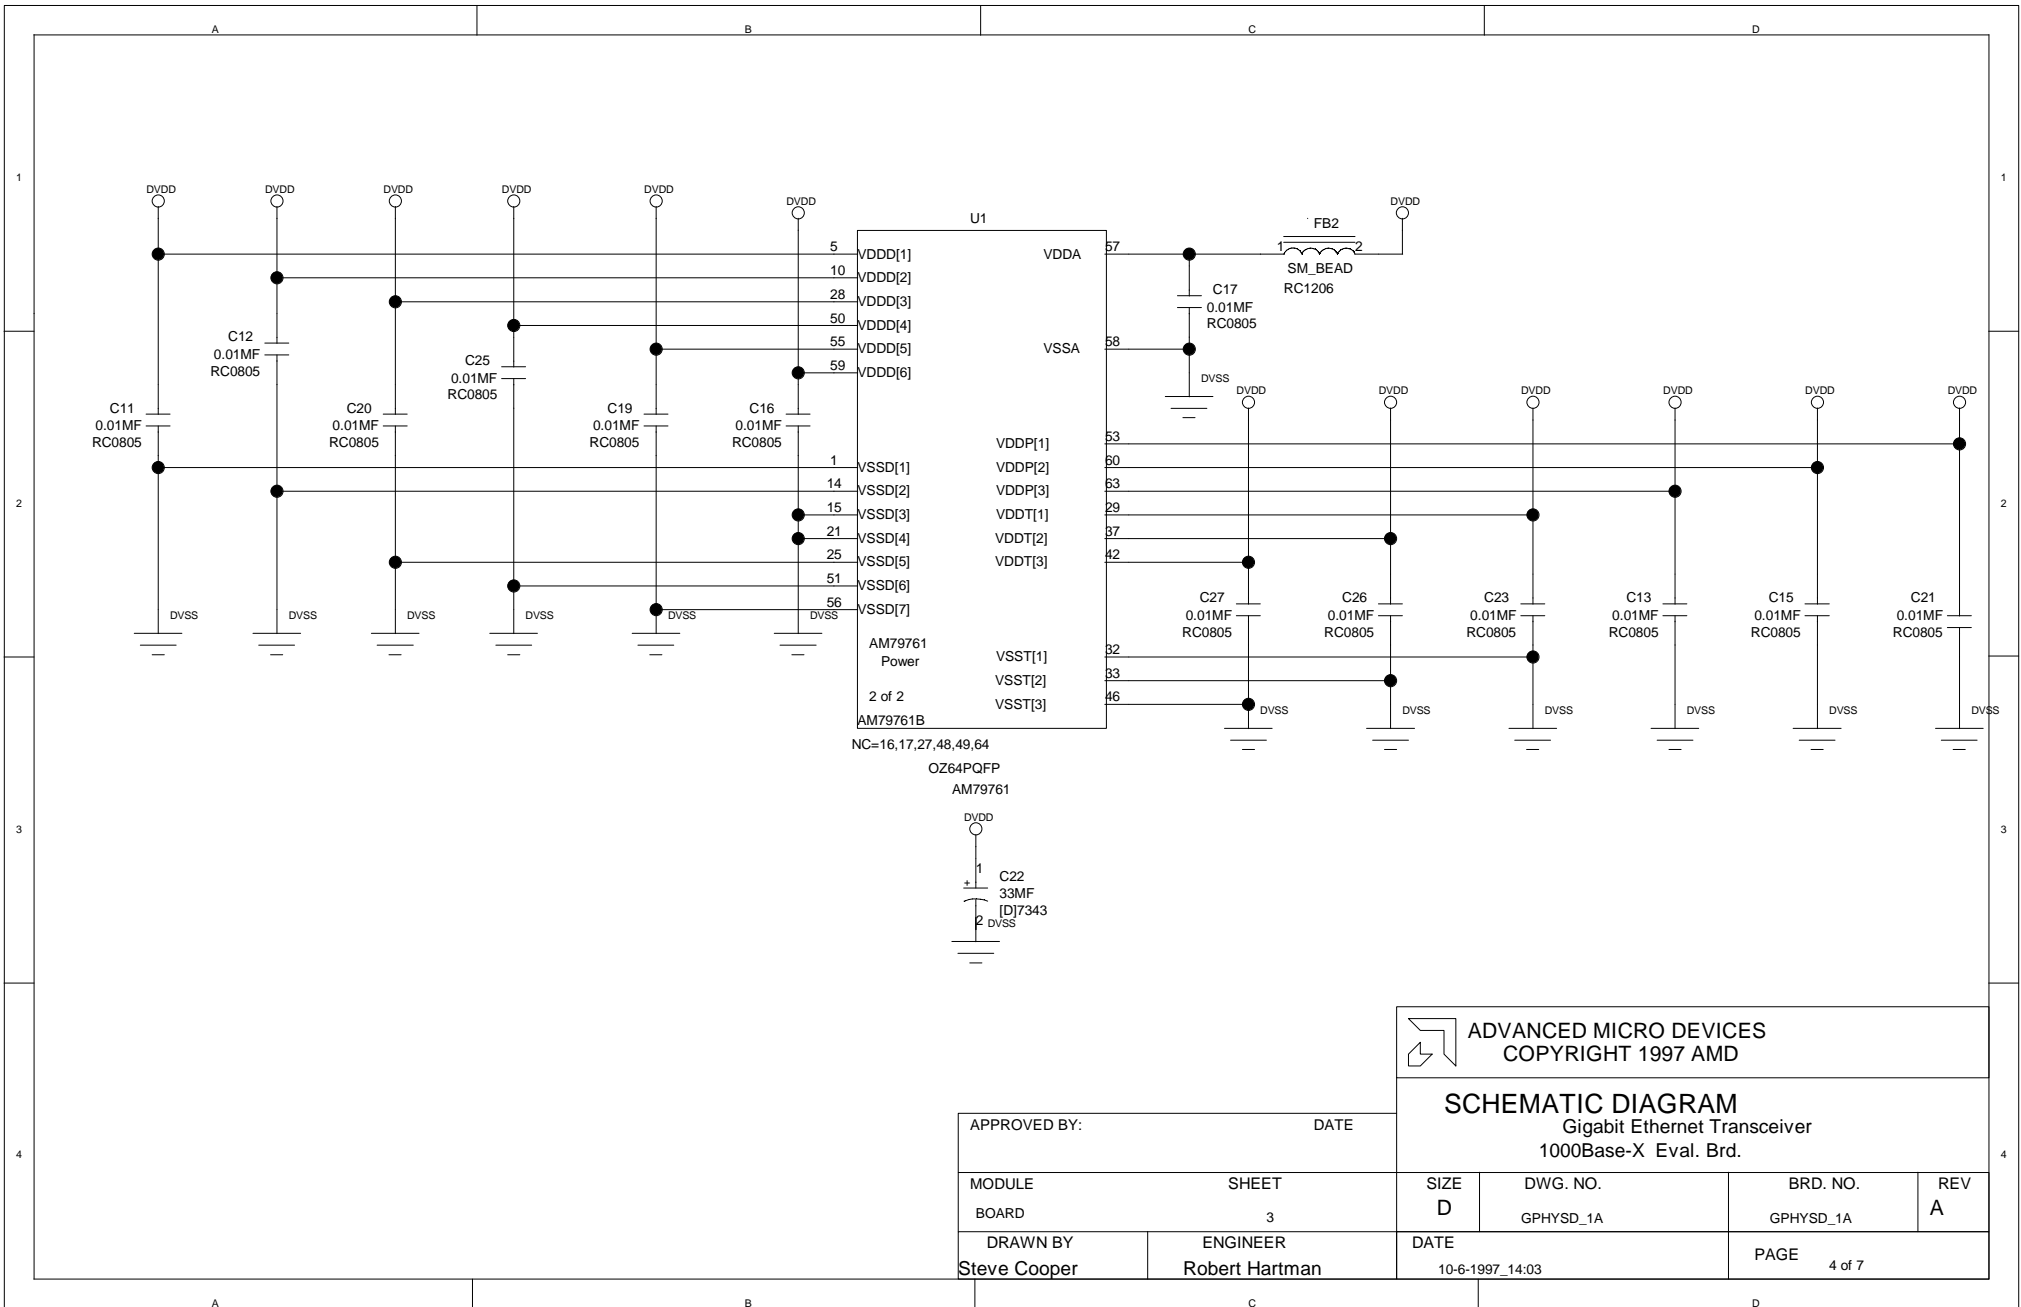 A B C D
1 1
DVDD DVDD DVDD DVDD DVDD DVDD DVDD
U1
FB2
5 VDDD[1] VDDA 57 1 2
10 VDDD[2]
SM_BEAD
RC1206
28 VDDD[3]
C17
0.01MF
RC0805
50 VDDD[4]
55 VDDD[5] VSSA 58
59 VDDD[6]
C12
0.01MF
RC0805
C25
0.01MF
RC0805
DVSS
DVDD DVDD DVDD DVDD DVDD DVDD
C11
0.01MF
RC0805
C20
0.01MF
RC0805
C19
0.01MF
RC0805
C16
0.01MF
RC0805
VDDP[1] 53
1 VSSD[1] VDDP[2] 60
14 VSSD[2] VDDP[3] 63
2 2
15 VSSD[3] VDDT[1] 29
21 VSSD[4] VDDT[2] 37
25 VSSD[5] VDDT[3] 42
51 VSSD[6]
56 VSSD[7]
DVSS DVSS DVSS DVSS DVSS DVSS
C27
0.01MF
RC0805
C26
0.01MF
RC0805
C23
0.01MF
RC0805
C13
0.01MF
RC0805
C15
0.01MF
RC0805
C21
0.01MF
RC0805
AM79761
Power
VSST[1] 32
VSST[2] 33
2 of 2
VSST[3] 46
DVSS DVSS DVSS DVSS DVSS DVSS
AM79761B
NC=16,17,27,48,49,64
OZ64PQFP
AM79761
DVDD
3 3
1
+
C22
33MF
[D]7343
2 DVSS
ADVANCED MICRO DEVICES
COPYRIGHT 1997 AMD
SCHEMATIC DIAGRAM
Gigabit Ethernet Transceiver
1000Base-X Eval. Brd.
APPROVED BY: DATE
4 4
MODULE SHEET SIZE DWG. NO. BRD. NO. REV
BOARD 3 D GPHYSD_1A GPHYSD_1A A
DRAWN BY ENGINEER DATE PAGE 4 of 7
Steve Cooper Robert Hartman 10-6-1997_14:03
A B C D